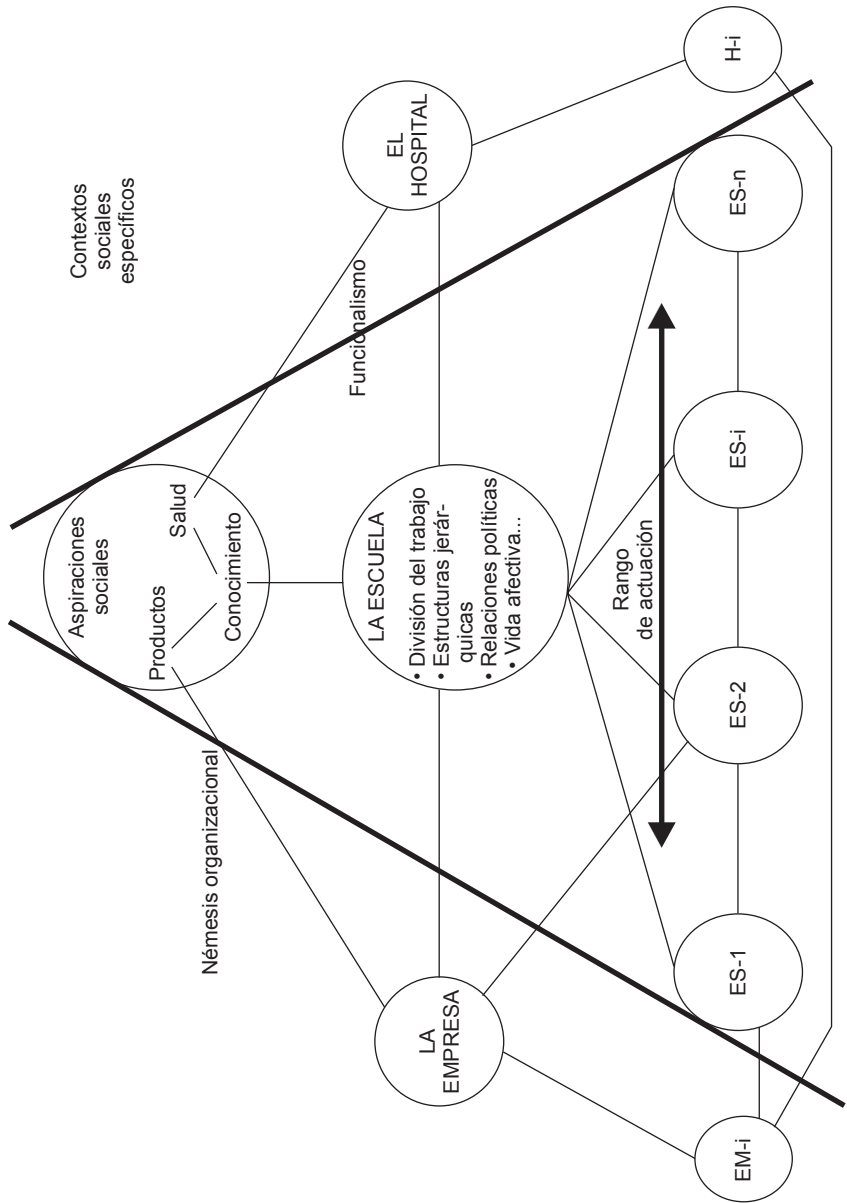 Contextos
sociales
específicos
Aspiraciones
sociales
Productos
Salud
Conocimiento
Némesis organizacional
Funcionalismo
LA
EMPRESA
LA ESCUELA
• División del trabajo
• Estructuras jerár-
quicas
• Relaciones políticas
• Vida afectiva...
EL
HOSPITAL
Rango
de actuación
EM-i
ES-1
ES-2
ES-i
ES-n
H-i